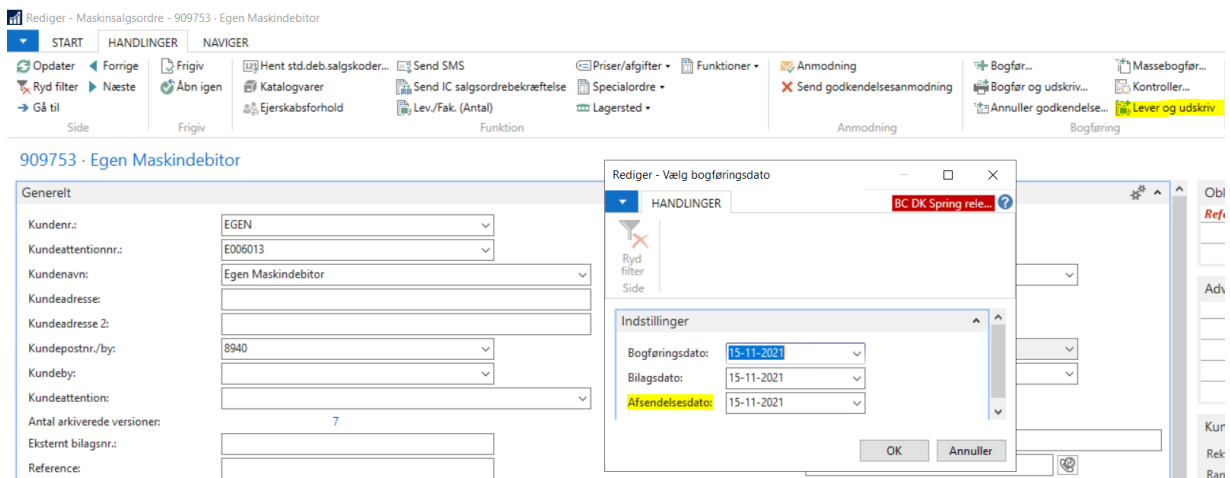 Rediger - Maskinsalgsordre - 909753 · Egen Maskindebitor
START HANDLINGER NAVIGER
Opdater Forrige Frigiv Hent std.deb.salgskoder... Send SMS Priser/afgifter Funktioner Anmodning Bogfør... Massebogfør...
Ryd filter Næste Åbn igen Katalogvarer Send IC salgsordrebekræftelse Specialordre Send godkendelsesanmodning Bogfør og udskriv... Kontroller...
Gå til Ejerskabsforhold Lev./Fak. (Antal) Lagersted Annuller godkendelse... Lever og udskriv
Side Frigiv Funktion Anmodning Bogføring
909753 · Egen Maskindebitor
Generelt
Kundenr.: EGEN
Kundeattentionnr.: E006013
Kundenavn: Egen Maskindebitor
Kundeadresse:
Kundeadresse 2:
Kundepostnr./by: 8940
Kundeby:
Kundeattention:
Antal arkiverede versioner: 7
Eksternt bilagsnr.:
Reference:
Rediger - Vælg bogføringsdato
HANDLINGER BC DK Spring rele... ?
Ryd
filter
Side
Indstillinger
Bogføringsdato: 15-11-2021
Bilagsdato: 15-11-2021
Afsendelsesdato: 15-11-2021
OK Annuller
Obl
Refe
Adv
Kun
Rek
Ran